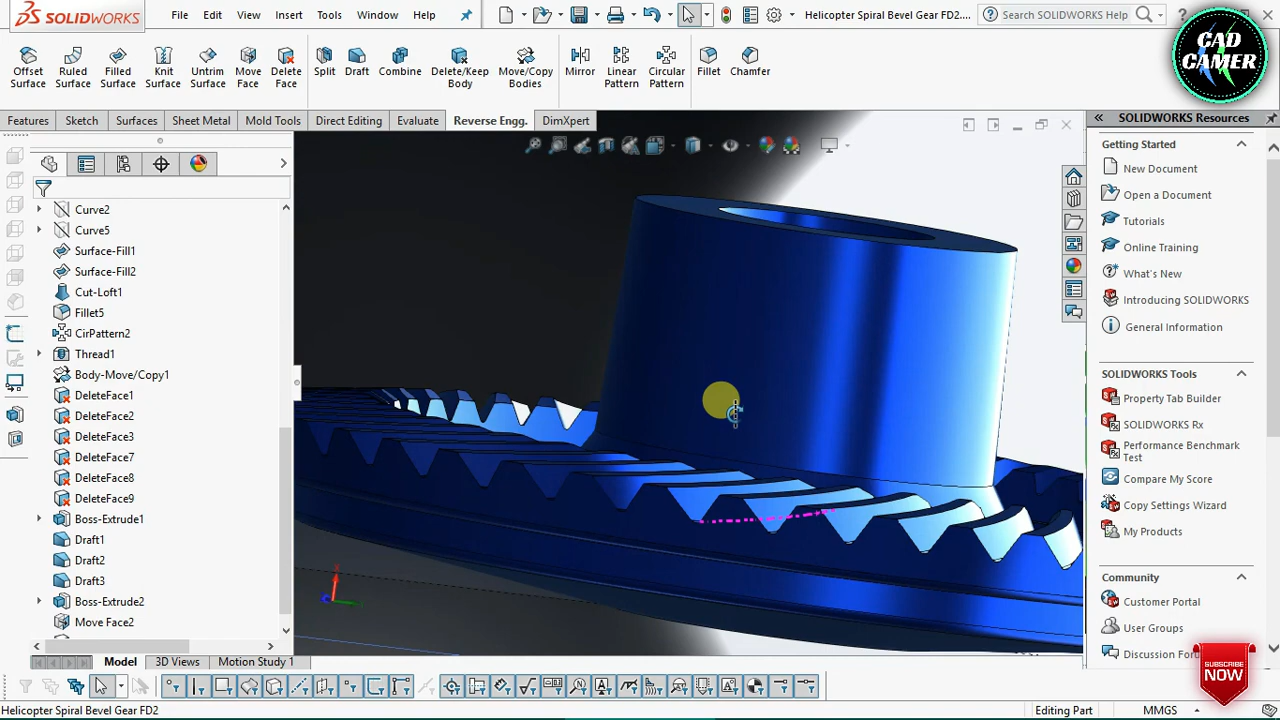 SOLIDWORKS
File Edit View Insert Tools Window Help
Helicopter Spiral Bevel Gear FD2....
Search SOLIDWORKS Help
CAD
CAMER
Offset Surface
Ruled Surface
Filled Surface
Knit Surface
Untrim Surface
Move Face
Delete Face
Split
Draft
Combine
Delete/Keep Body
Move/Copy Bodies
Mirror
Linear Pattern
Circular Pattern
Fillet
Chamfer
Features Sketch Surfaces Sheet Metal Mold Tools Direct Editing Evaluate Reverse Engg. DimXpert
Curve2
Curve5
Surface-Fill1
Surface-Fill2
Cut-Loft1
Fillet5
CirPattern2
Thread1
Body-Move/Copy1
DeleteFace1
DeleteFace2
DeleteFace3
DeleteFace7
DeleteFace8
DeleteFace9
Boss-Extrude1
Draft1
Draft2
Draft3
Boss-Extrude2
Move Face2
SOLIDWORKS Resources
Getting Started
New Document
Open a Document
Tutorials
Online Training
What's New
Introducing SOLIDWORKS
General Information
SOLIDWORKS Tools
Property Tab Builder
SOLIDWORKS Rx
Performance Benchmark
Test
Compare My Score
Copy Settings Wizard
My Products
Community
Customer Portal
User Groups
Discussion Foru
SUBSCRIBE
NOW
Model 3D Views Motion Study 1
Helicopter Spiral Bevel Gear FD2
Editing Part
MMGS